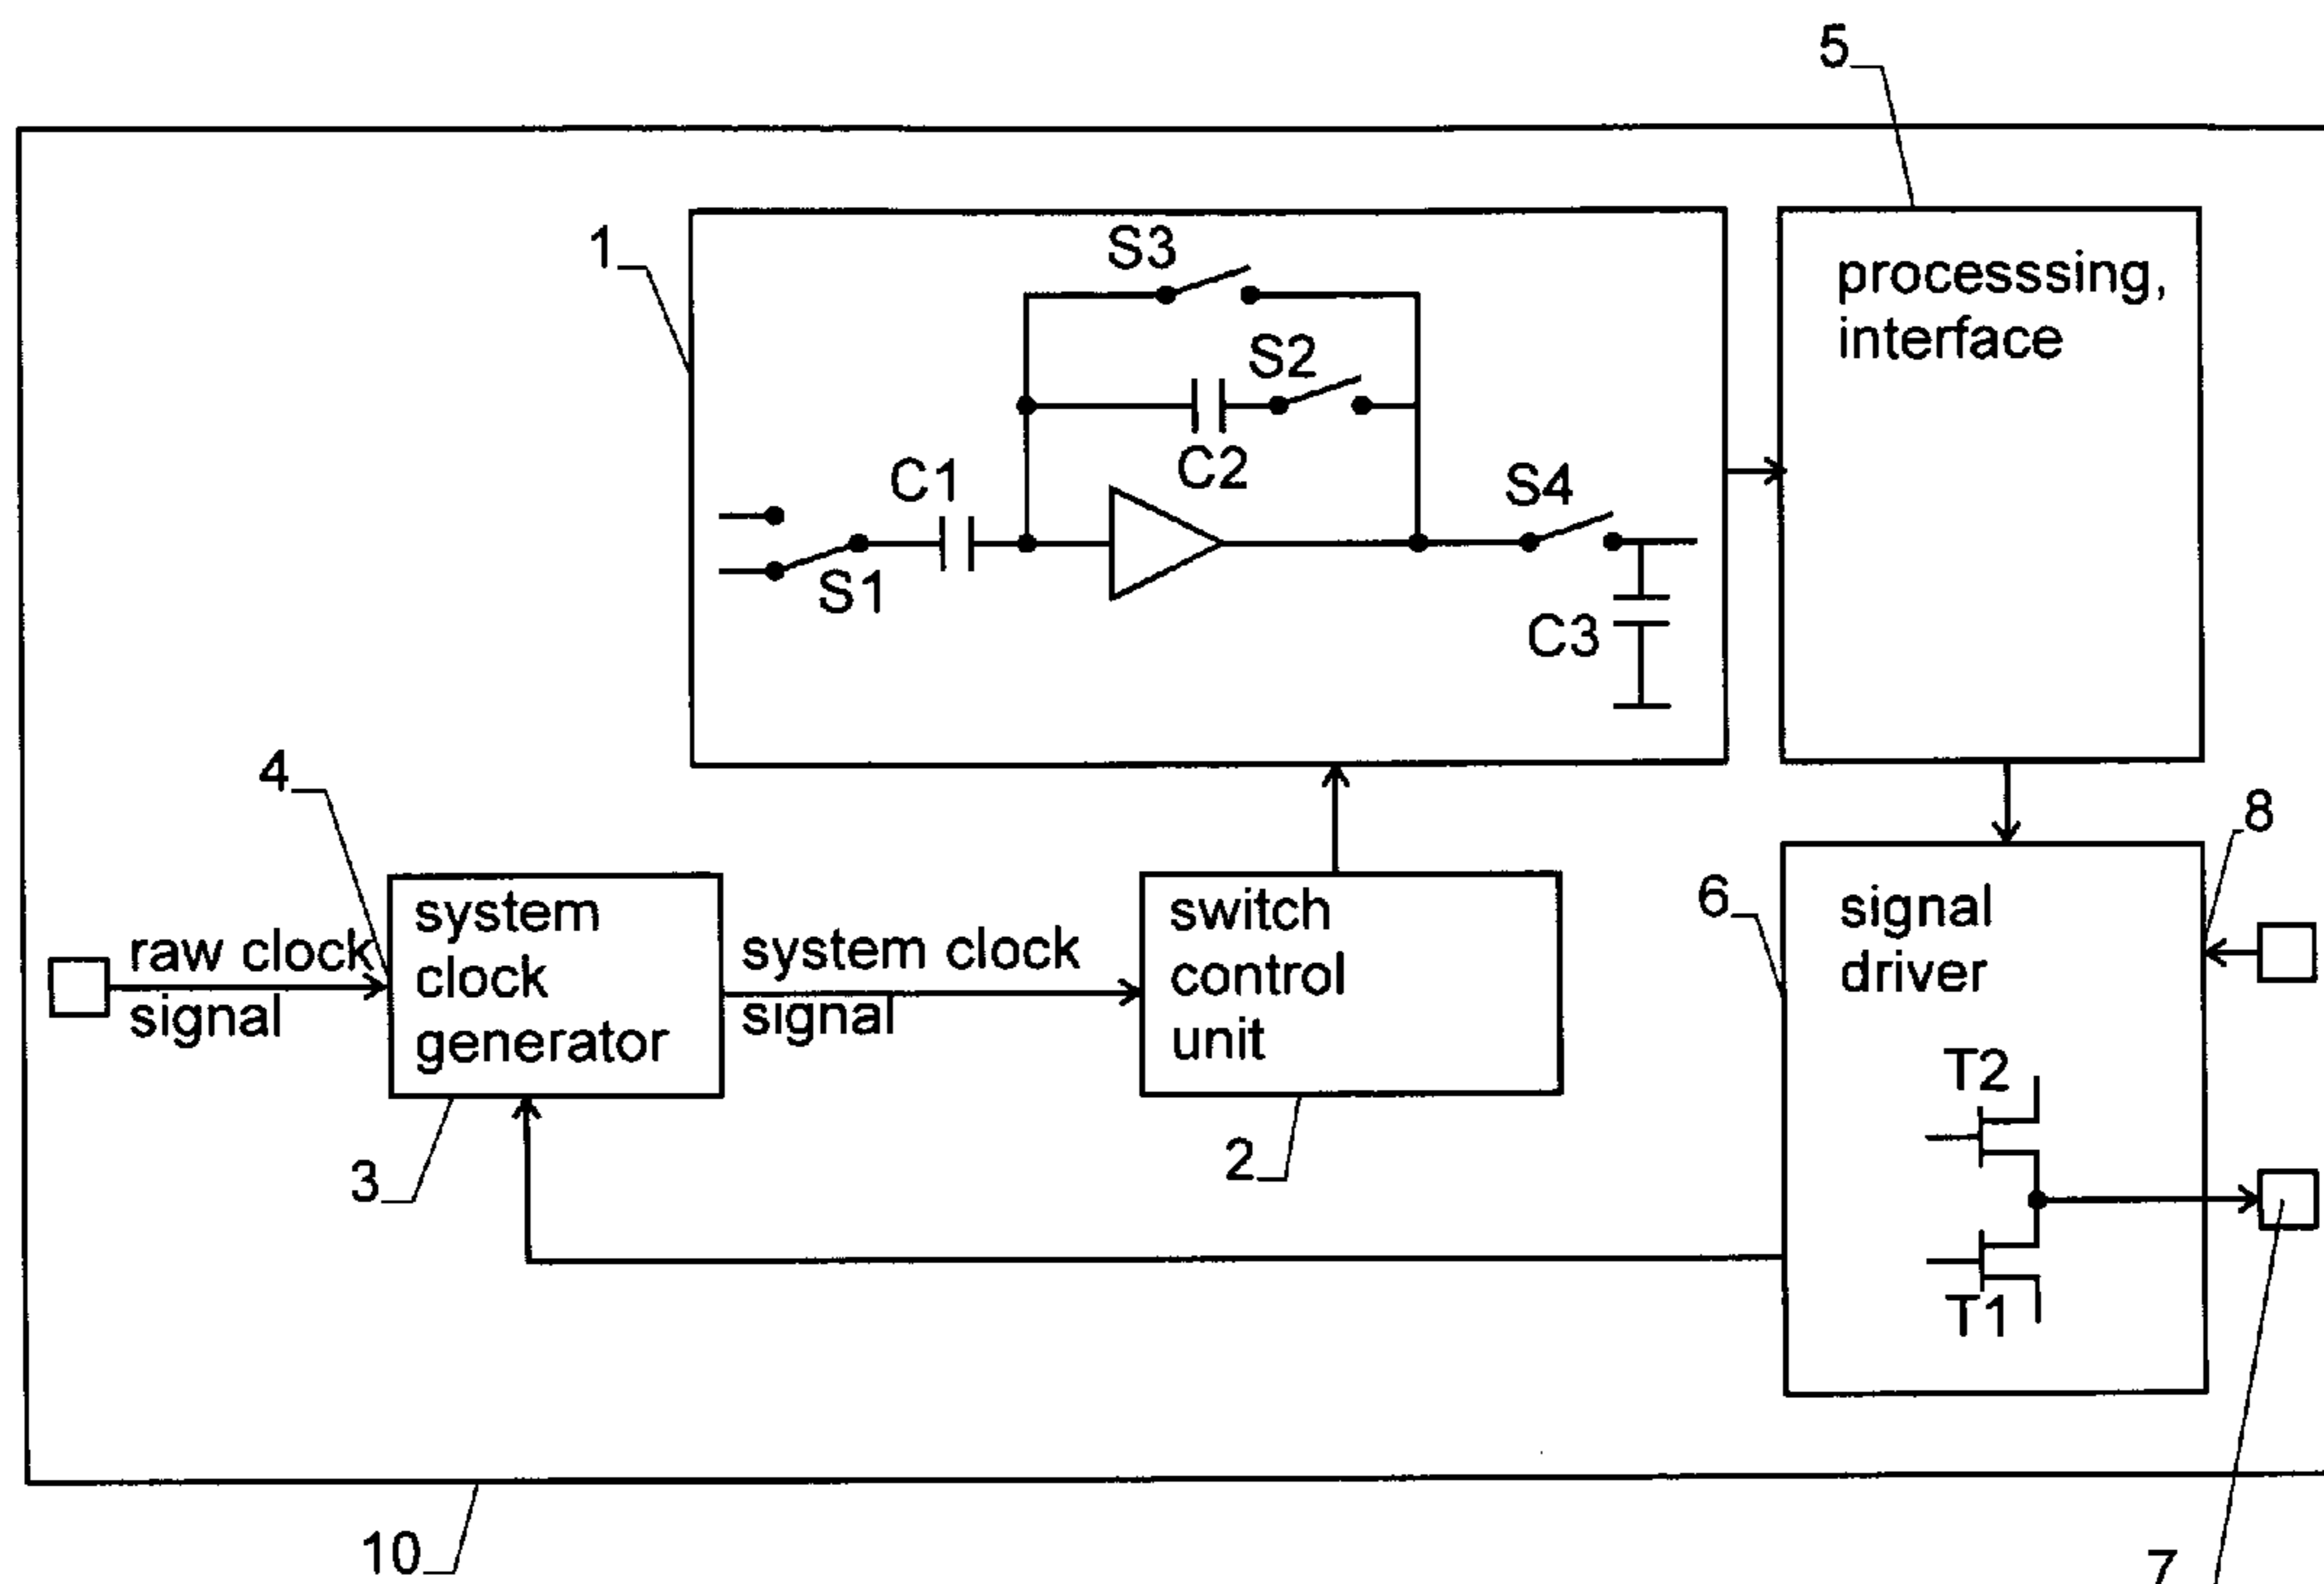 5
1
S3
processsing,
interface
S2
C1
C2
S4
S1
C3
4
8
system
clock
generator
raw clock
signal
system clock
signal
switch
control
unit
6
signal
driver
T2
3
2
T1
10
7